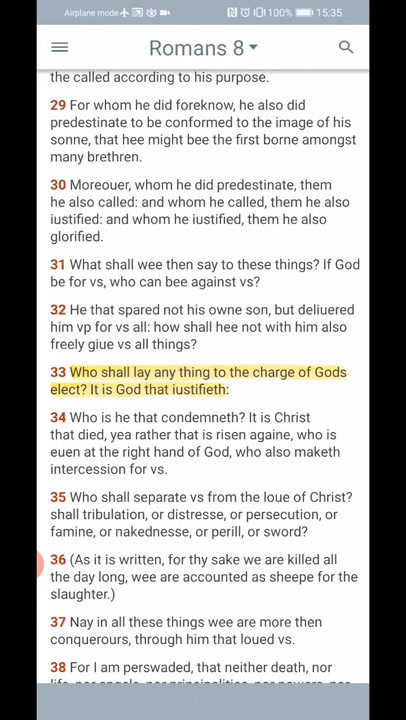 Airplane mode 100% 15:35
Romans 8
the called according to his purpose.
29 For whom he did foreknow, he also did
predestinate to be conformed to the image of his
sonne, that hee might bee the first borne amongst
many brethren.
30 Moreouer, whom he did predestinate, them
he also called: and whom he called, them he also
iustified: and whom he iustified, them he also
glorified.
31 What shall wee then say to these things? If God
be for vs, who can bee against vs?
32 He that spared not his owne son, but deliuered
him vp for vs all: how shall hee not with him also
freely giue vs all things?
33 Who shall lay any thing to the charge of Gods
elect? It is God that iustifieth:
34 Who is he that condemneth? It is Christ
that died, yea rather that is risen againe, who is
euen at the right hand of God, who also maketh
intercession for vs.
35 Who shall separate vs from the loue of Christ?
shall tribulation, or distresse, or persecution, or
famine, or nakednesse, or perill, or sword?
36 (As it is written, for thy sake we are killed all
the day long, wee are accounted as sheepe for the
slaughter.)
37 Nay in all these things wee are more then
conquerours, through him that loued vs.
38 For I am perswaded, that neither death, nor
life, nor angels, nor principalities, nor powers, nor